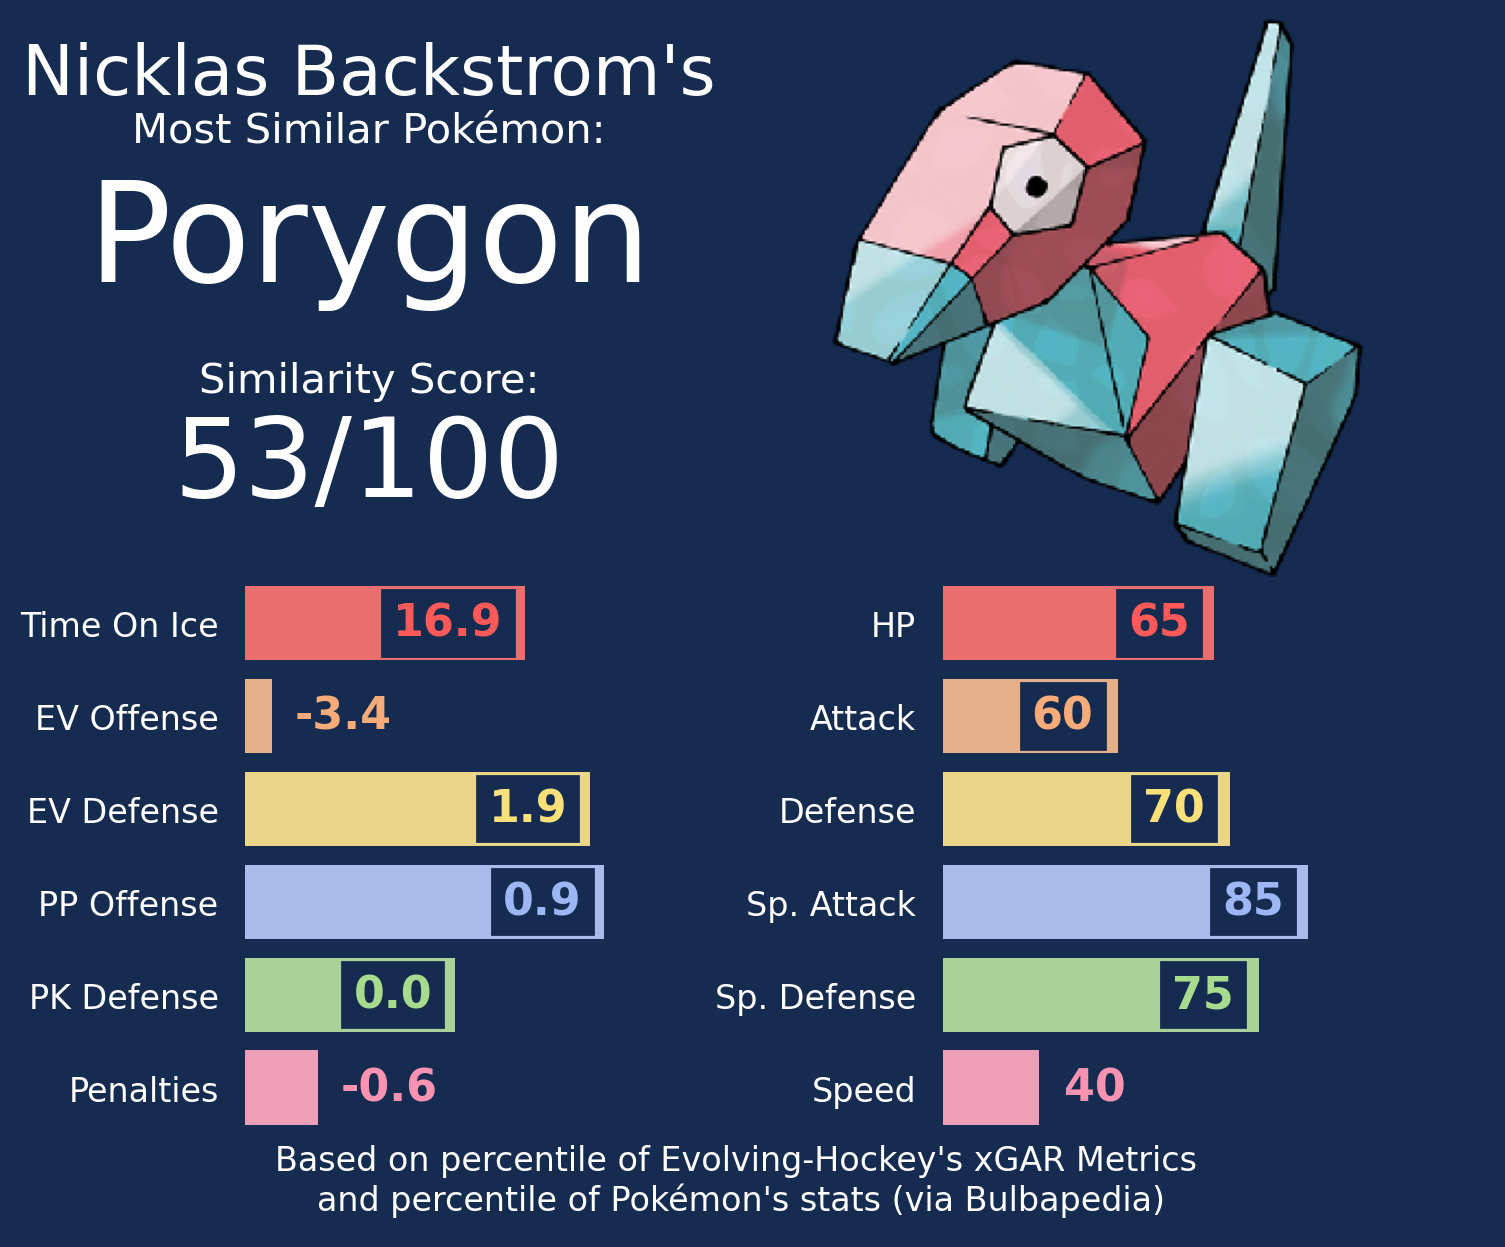 Nicklas Backstrom's
Most Similar Pokémon:
Porygon
Similarity Score:
53/100
Time On Ice 16.9
EV Offense -3.4
EV Defense 1.9
PP Offense 0.9
PK Defense 0.0
Penalties -0.6
HP 65
Attack 60
Defense 70
Sp. Attack 85
Sp. Defense 75
Speed 40
Based on percentile of Evolving-Hockey's xGAR Metrics
and percentile of Pokémon's stats (via Bulbapedia)